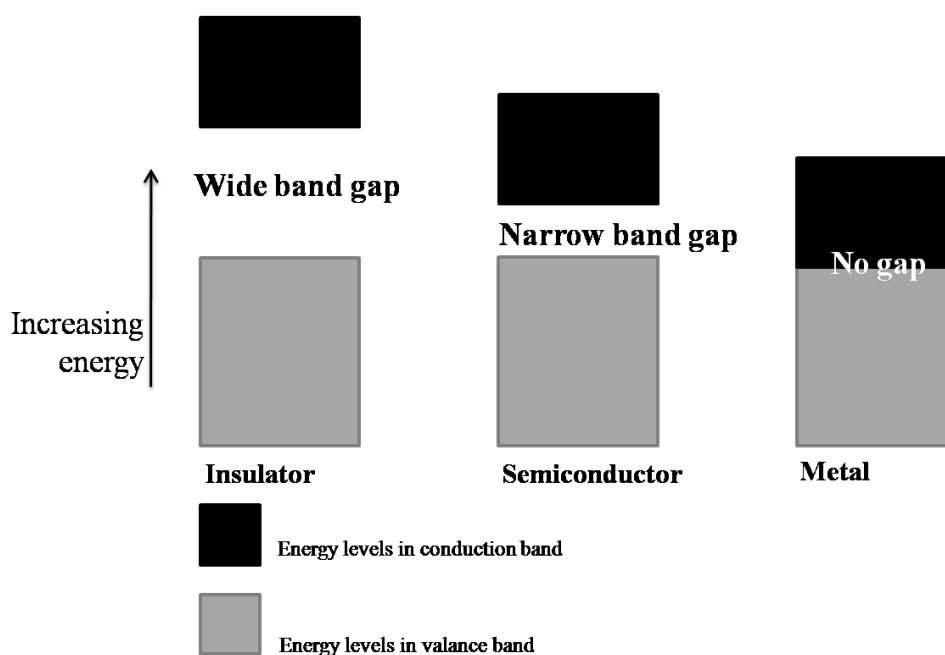 Wide band gap
Narrow band gap
No gap
Increasing
energy
Insulator
Semiconductor
Metal
Energy levels in conduction band
Energy levels in valance band